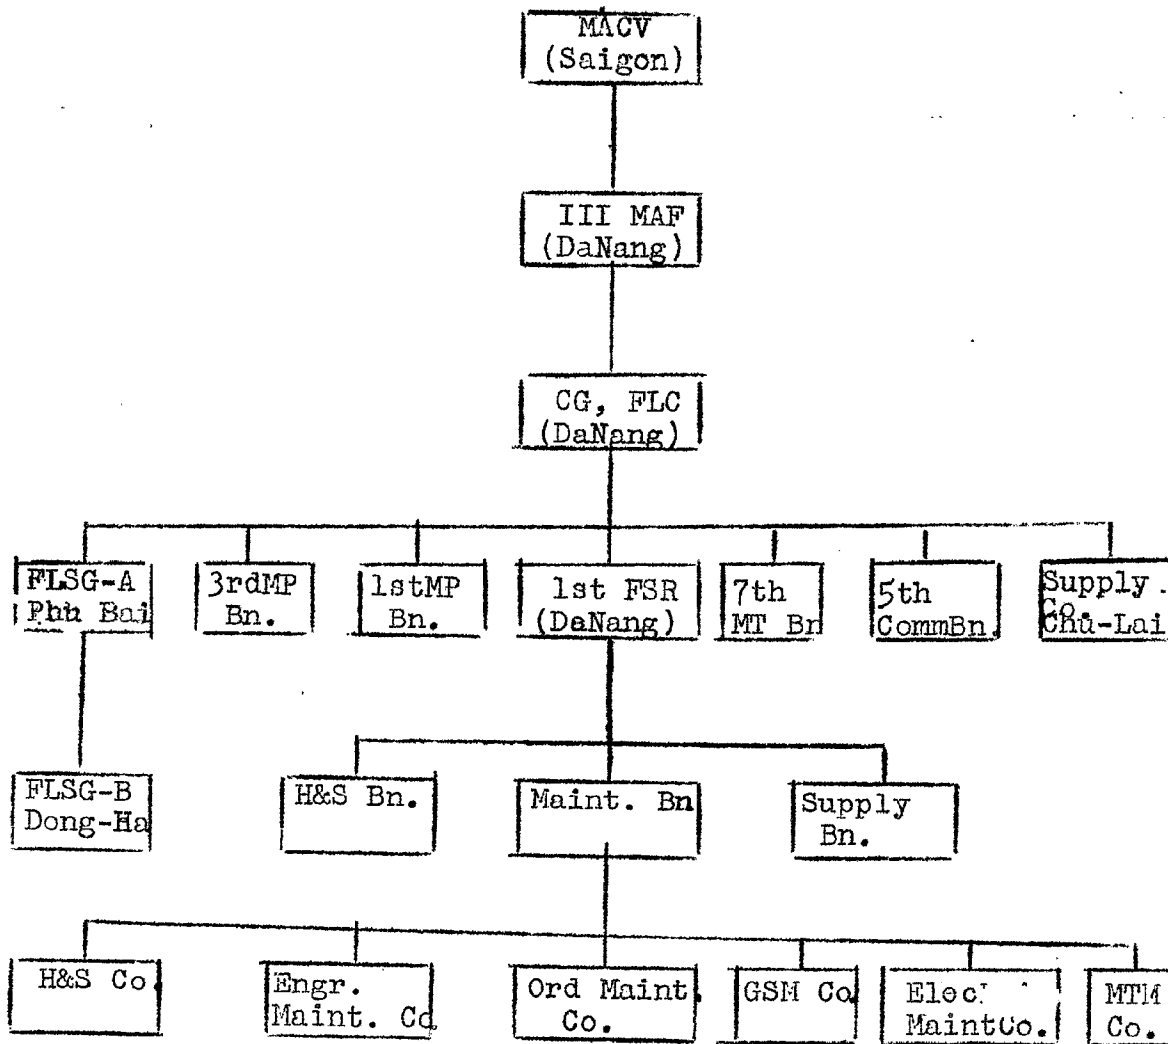 MACV
(Saigon)
III MAF
(DaNang)
CG, FLC
(DaNang)
FLSG-A
Phu Bai
3rdMP
Bn.
1stMP
Bn.
1st FSR
(DaNang)
7th
MT Bn
5th
CommBn.
Supply
Co.
Chu-Lai
FLSG-B
Dong-Ha
H&S Bn.
Maint. Bn
Supply
Bn.
H&S Co.
Engr.
Maint. Co
Ord Maint.
Co.
GSM Co
MaintCo.
MTM
Co.